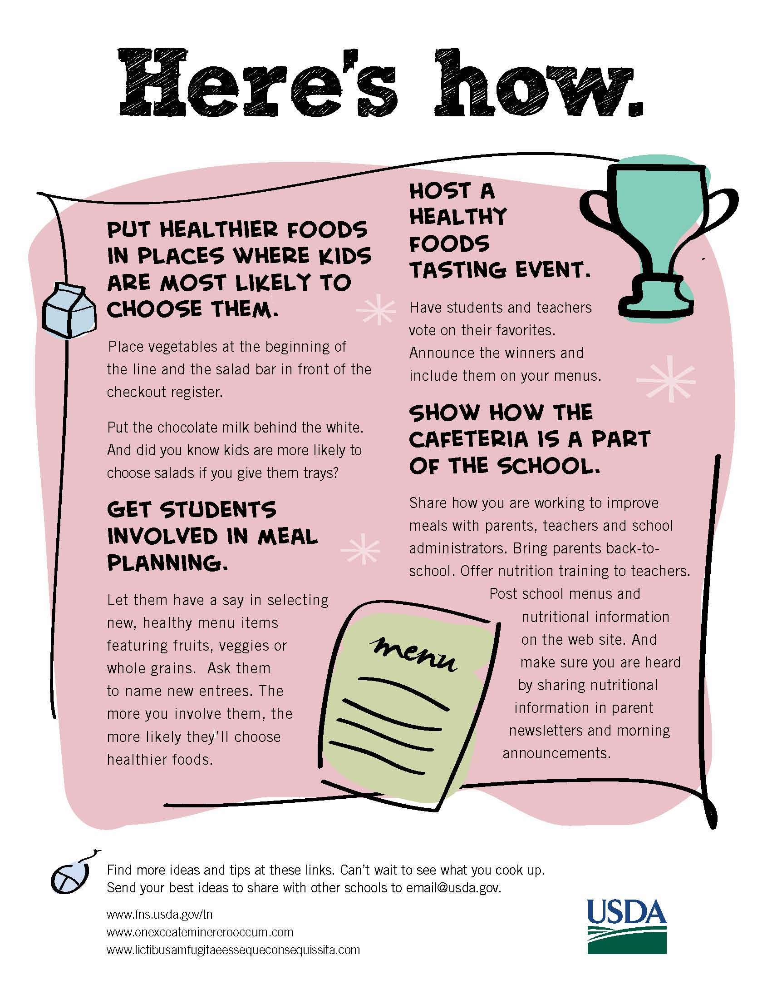 Here's how.
PUT HEALTHIER FOODS
IN PLACES WHERE KIDS
ARE MOST LIKELY TO
CHOOSE THEM.
Place vegetables at the beginning of
the line and the salad bar in front of the
checkout register.
Put the chocolate milk behind the white.
And did you know kids are more likely to
choose salads if you give them trays?
GET STUDENTS
INVOLVED IN MEAL
PLANNING.
Let them have a say in selecting
new, healthy menu items
featuring fruits, veggies or
whole grains.  Ask them
to name new entrees. The
more you involve them, the
more likely they'll choose
healthier foods.
HOST A
HEALTHY
FOODS
TASTING EVENT.
Have students and teachers
vote on their favorites.
Announce the winners and
include them on your menus.
SHOW HOW THE
CAFETERIA IS A PART
OF THE SCHOOL.
Share how you are working to improve
meals with parents, teachers and school
administrators. Bring parents back-to-
school. Offer nutrition training to teachers.
Post school menus and
nutritional information
on the web site. And
make sure you are heard
by sharing nutritional
information in parent
newsletters and morning
announcements.
menu
Find more ideas and tips at these links. Can't wait to see what you cook up.
Send your best ideas to share with other schools to email@usda.gov.
www.fns.usda.gov/tn
www.onexceateminererooccum.com
www.lictibusamfugitaeessequeconsequissita.com
USDA